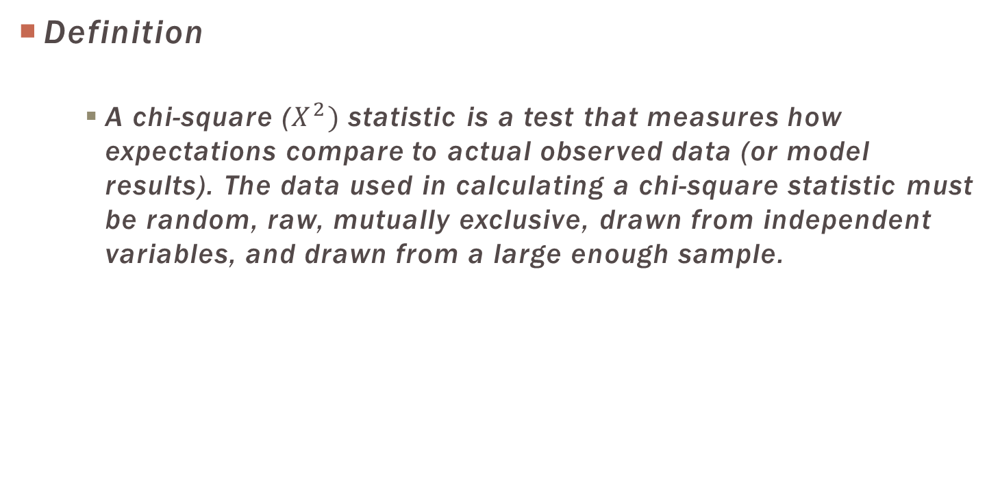 Definition
A chi-square (X²) statistic is a test that measures how
expectations compare to actual observed data (or model
results). The data used in calculating a chi-square statistic must
be random, raw, mutually exclusive, drawn from independent
variables, and drawn from a large enough sample.